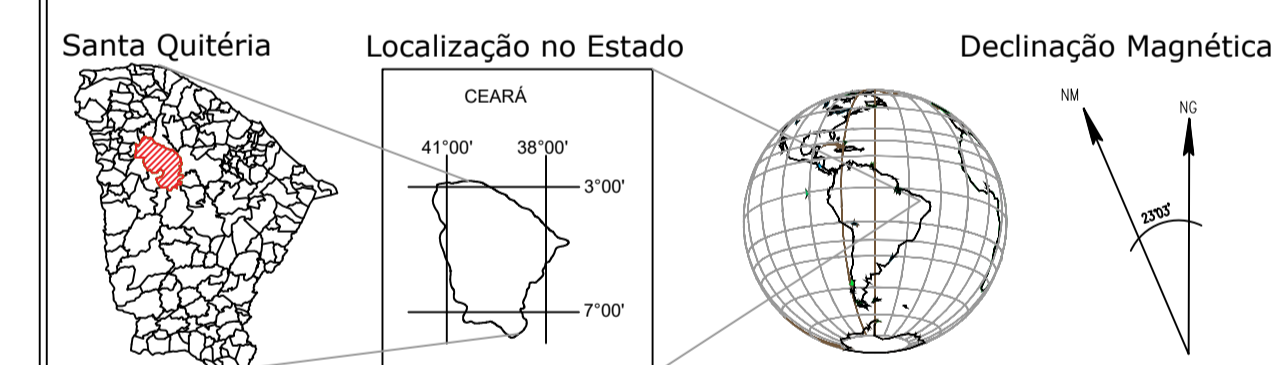 Santa Quitéria
Localização no Estado
Declinação Magnética
CEARÁ
41°00'
38°00'
3°00'
7°00'
NM
NG
23°03'